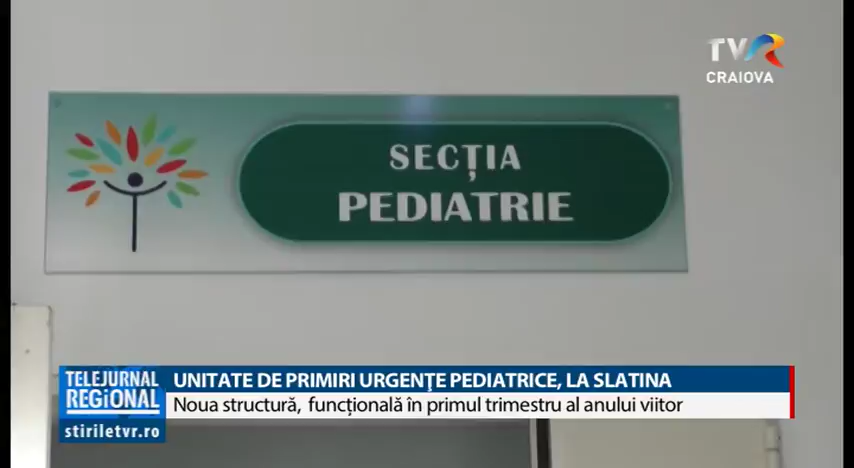 TVR
CRAIOVA
SECȚIA
PEDIATRIE
TELEJURNAL
REGIONAL
stiriletvr.ro
UNITATE DE PRIMIRI URGENŢE PEDIATRICE, LA SLATINA
Noua structură, funcțională în primul trimestru al anului viitor